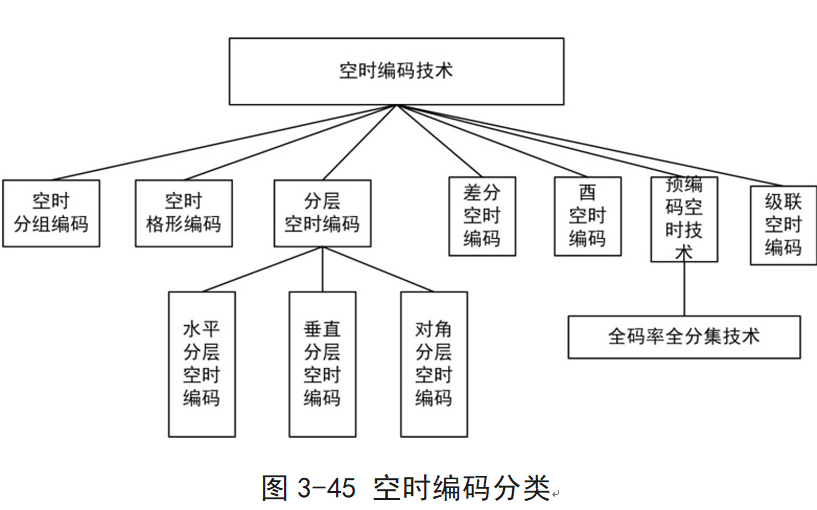 空时编码技术
空时
分组编码
空时
格形编码
分层
空时编码
差分
空时
编码
酉
空时
编码
预编
码空
时技
术
级联
空时
编码
水平
分层
空时
编码
垂直
分层
空时
编码
对角
分层
空时
编码
全码率全分集技术
图 3-45 空时编码分类